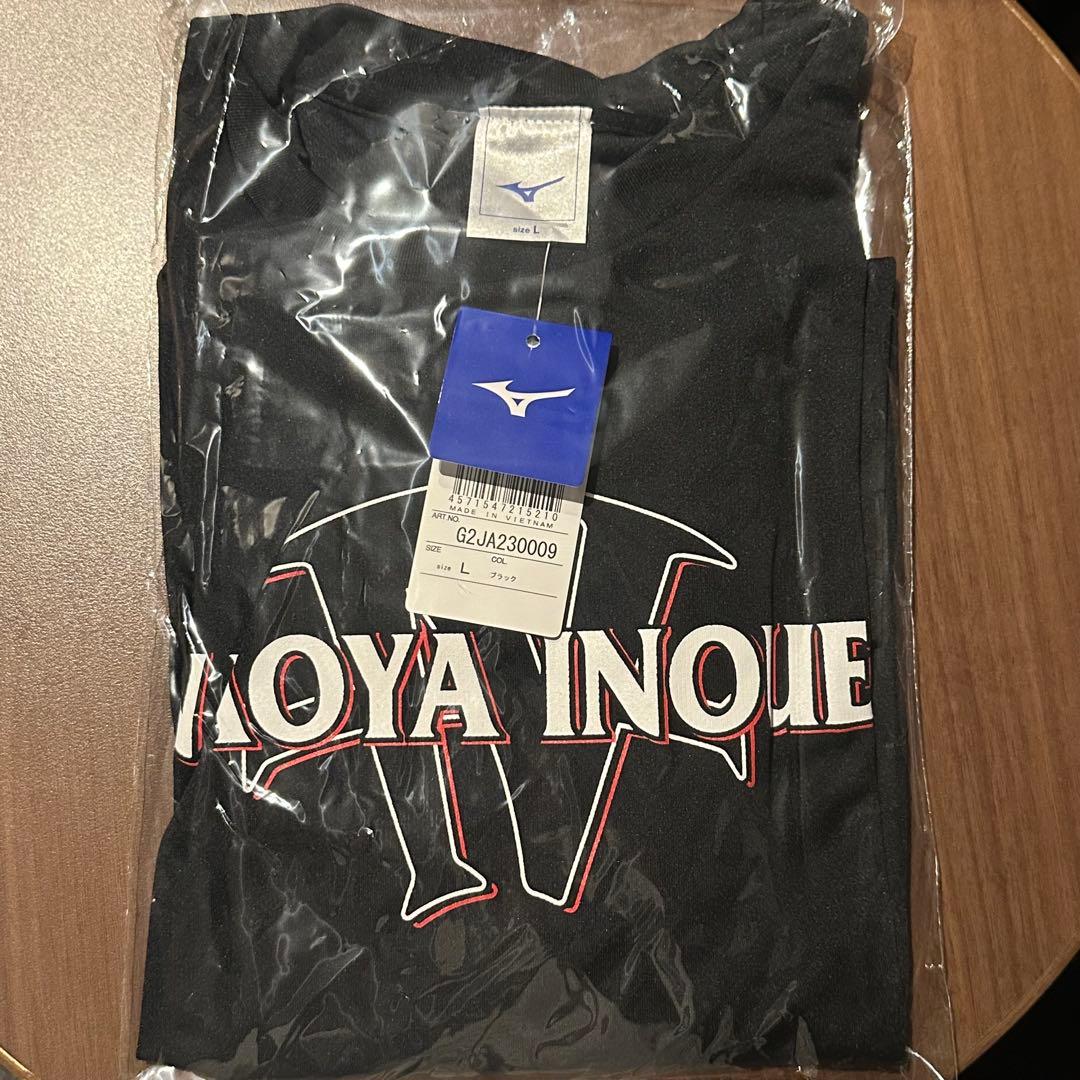 size L
4571547215210
MADE IN VIETNAM
ART.NO.
G2JA230009
SIZE
COL.
size L
ブラック
AOYA INOUE